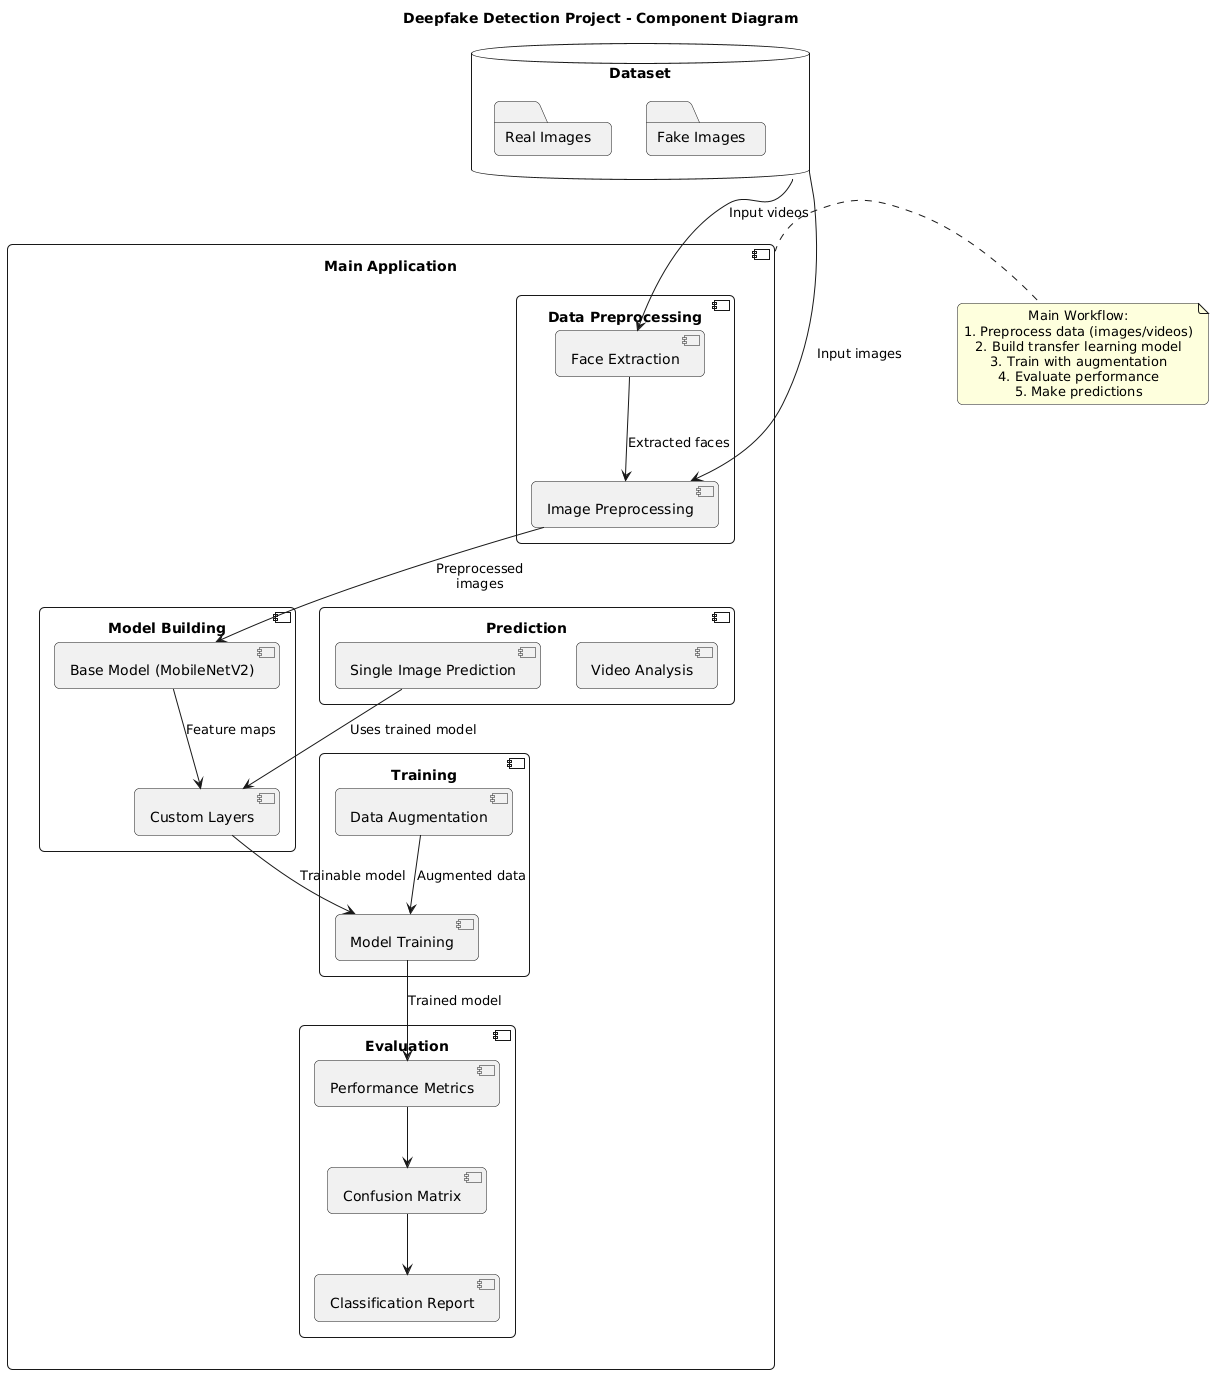 Deepfake Detection Project - Component Diagram
Dataset
Real Images
Fake Images
Input videos
Main Application
Main Workflow:
1. Preprocess data (images/videos)
2. Build transfer learning model
3. Train with augmentation
4. Evaluate performance
5. Make predictions
Data Preprocessing
Face Extraction
Input images
Extracted faces
Image Preprocessing
Preprocessed
images
Model Building
Base Model (MobileNetV2)
Prediction
Single Image Prediction
Video Analysis
Feature maps
Uses trained model
Custom Layers
Training
Data Augmentation
Trainable model
Augmented data
Model Training
Trained model
Evaluation
Performance Metrics
Confusion Matrix
Classification Report